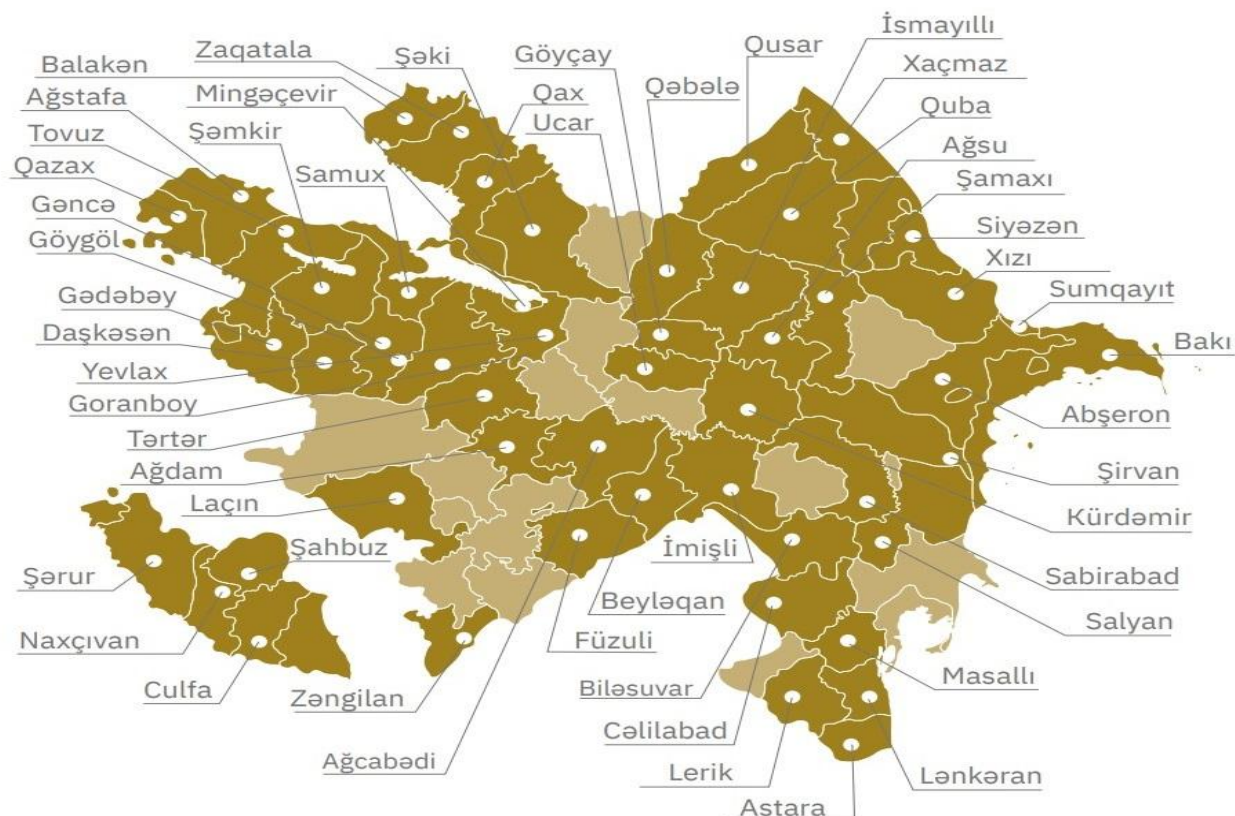 Balakən
Zaqatala
Şəki
Göyçay
Qusar
İsmayıllı
Ağstafa
Mingəçevir
Qax
Qəbələ
Xaçmaz
Tovuz
Şəmkir
Ucar
Quba
Qazax
Samux
Ağsu
Gəncə
Şamaxı
Göygöl
Siyəzən
Gədəbəy
Xızı
Daşkəsən
Sumqayıt
Yevlax
Bakı
Goranboy
Abşeron
Tərtər
Ağdam
Şirvan
Laçın
Kürdəmir
Şərur
Şahbuz
İmişli
Sabirabad
Naxçıvan
Beyləqan
Salyan
Culfa
Zəngilan
Füzuli
Masallı
Biləsuvar
Ağcabədi
Cəlilabad
Lerik
Lənkəran
Astara